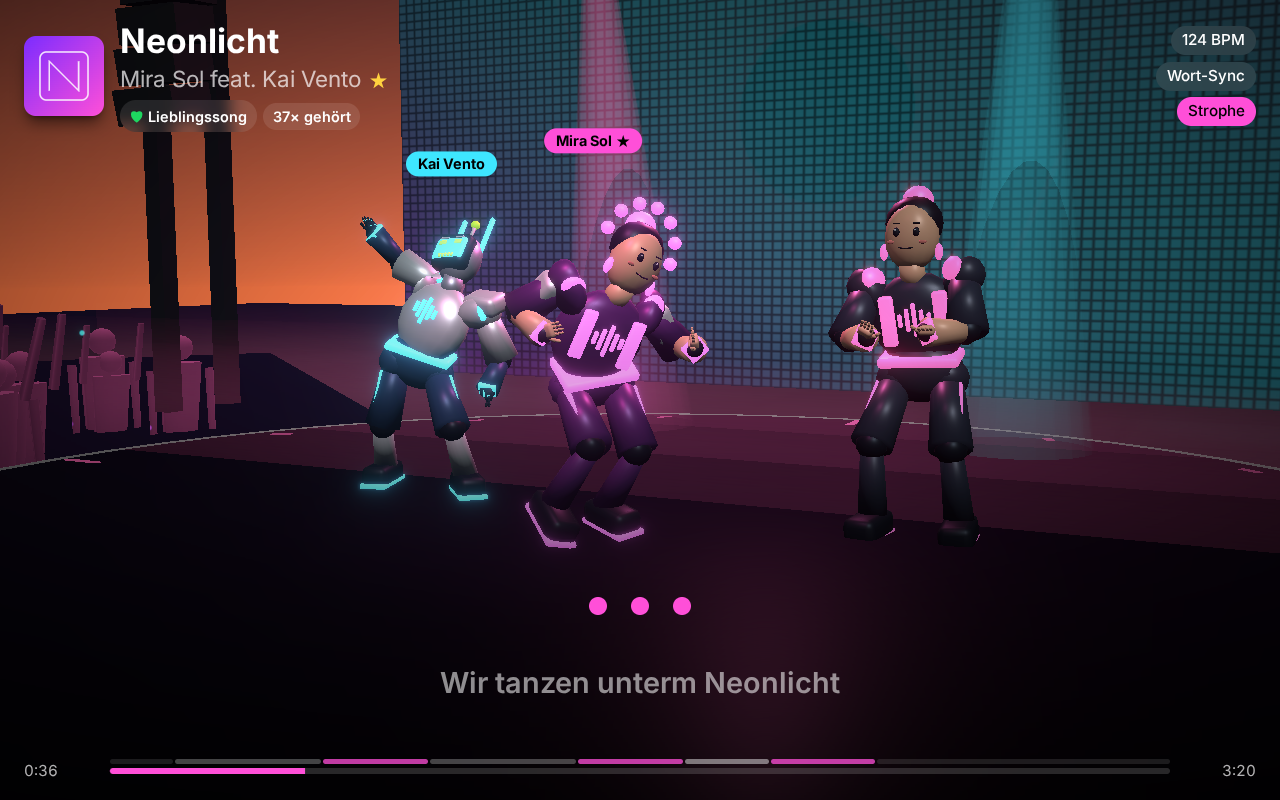 N
Neonlicht
Mira Sol feat. Kai Vento ★
Lieblingssong
37× gehört
124 BPM
Wort-Sync
Strophe
Kai Vento
Mira Sol ★
Wir tanzen unterm Neonlicht
0:36
3:20